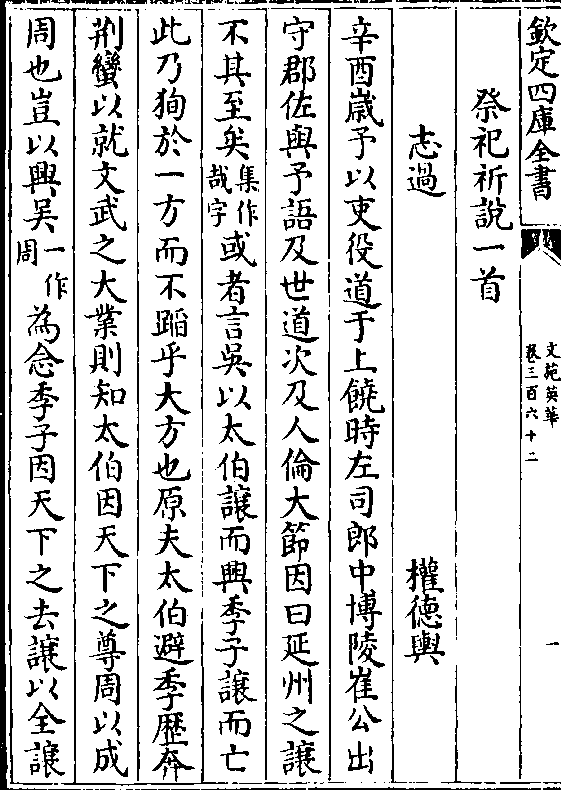 欽定四庫全書
文苑英華
卷三百六十二
一
祭祀祈説一首
志過　權德輿
辛酉歲予以吏役道于上饒時左司郎中博陵崔公出
守郡佐與予語及世道次及人倫大節因曰延州之讓
不其至矣集作哉字或者言吳以太伯讓而興季子讓而亡
此乃狥於一方而不蹈乎大方也原夫太伯避季歷奔
荆蠻以就文武之大業則知太伯因天下之尊周以成
周也豈以興吳一作周為念季子因天下之去讓以全讓